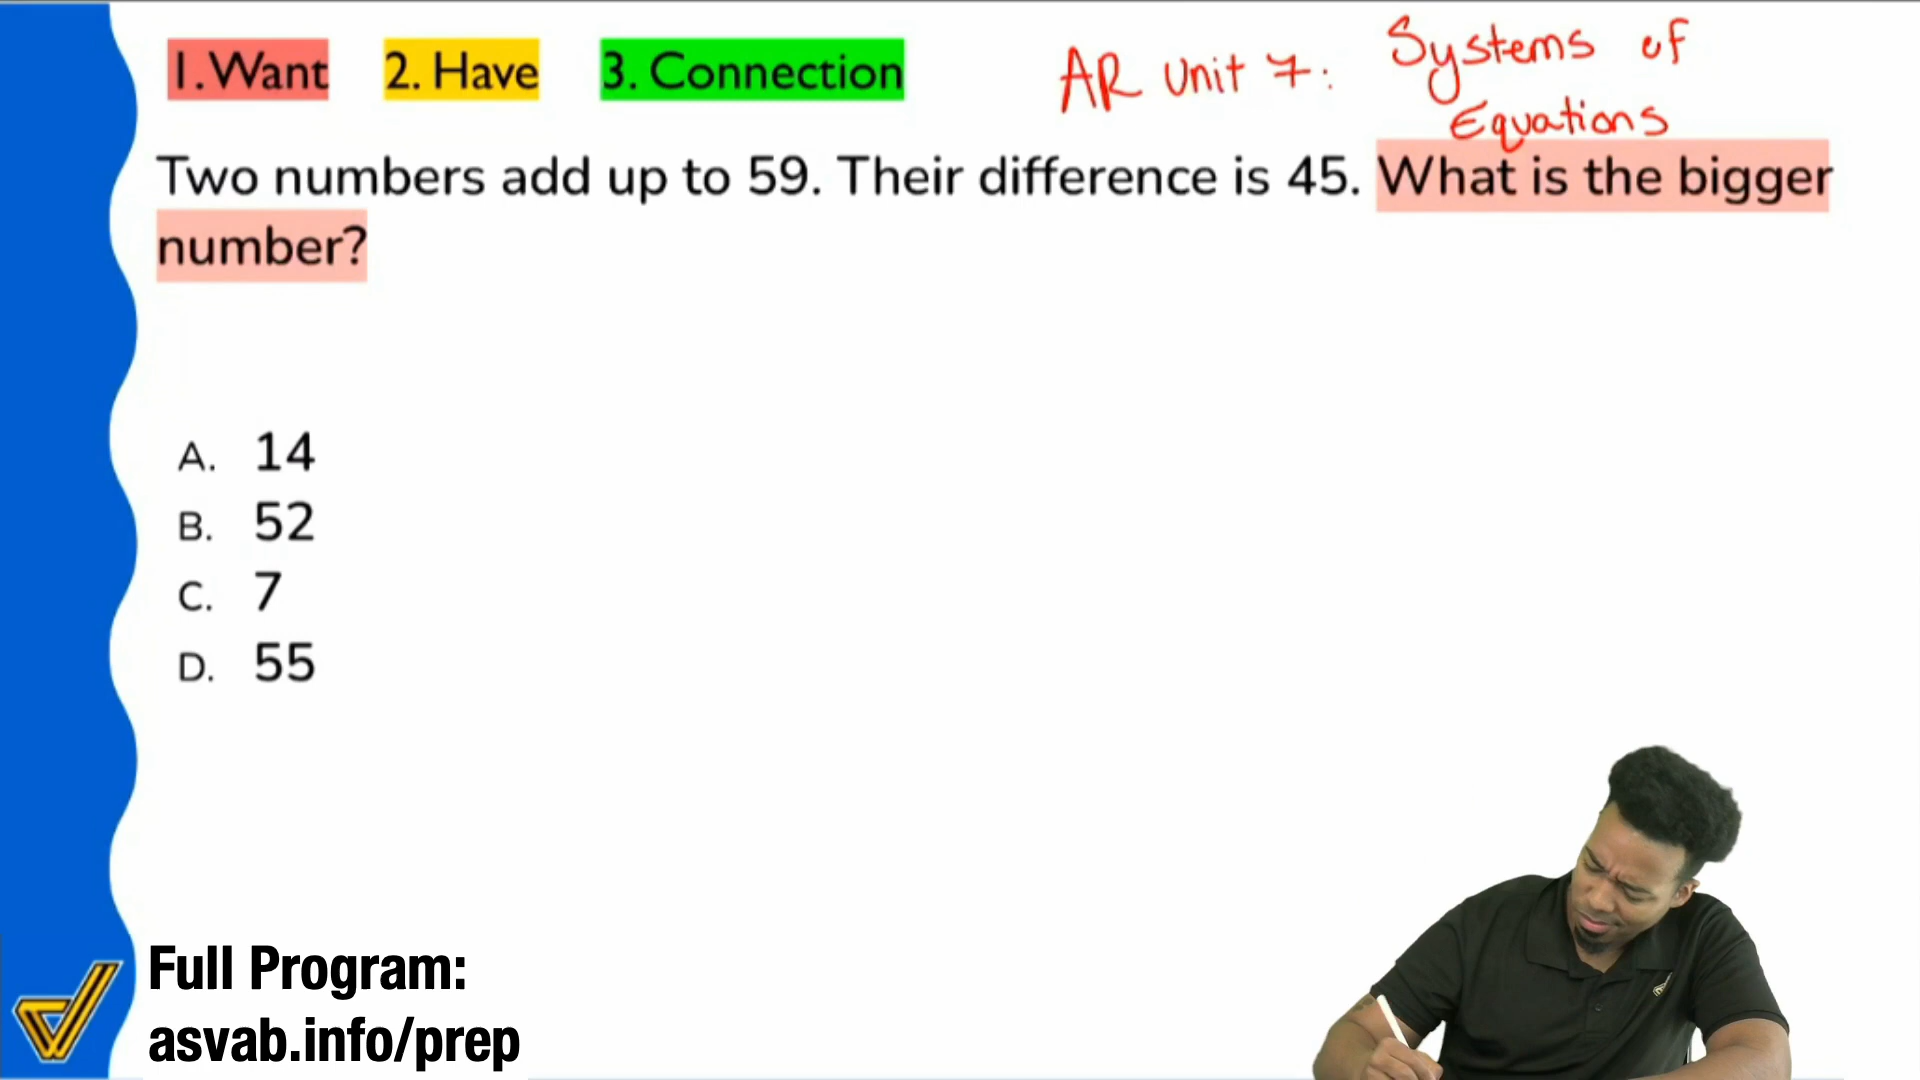 1. Want 2. Have 3. Connection AR Unit 7: Systems of
Equations
Two numbers add up to 59. Their difference is 45. What is the bigger
number?
A. 14
B. 52
C. 7
D. 55
Full Program:
asvab.info/prep